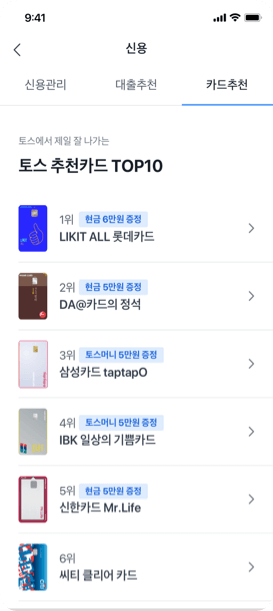 9:41
신용
신용관리
대출추천
카드추천
토스에서 제일 잘 나가는
토스 추천카드 TOP10
1위 현금 6만원 증정
LIKIT ALL 롯데카드
2위 현금 5만원 증정
DA@카드의 정석
3위 토스머니 5만원 증정
삼성카드 taptapO
4위 토스머니 5만원 증정
IBK 일상의 기쁨카드
5위 현금 5만원 증정
신한카드 Mr.Life
6위
씨티 클리어 카드